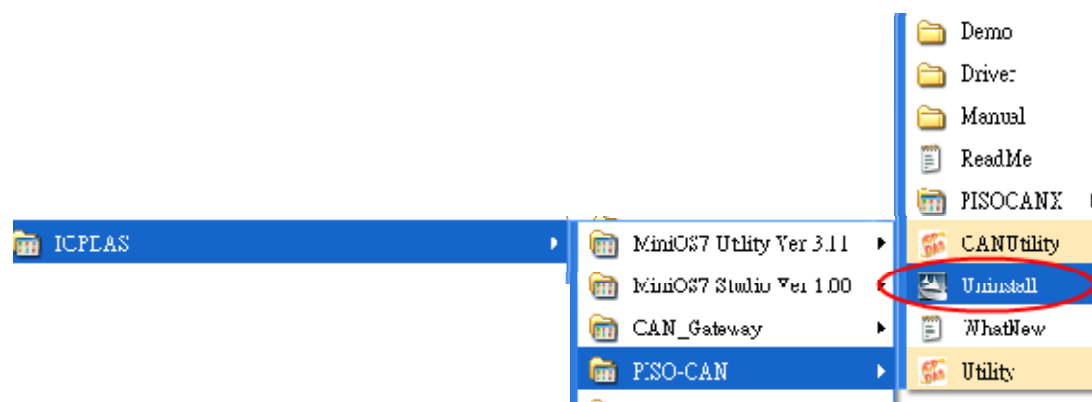 Demo
Driver
Manual
ReadMe
PISOCANX
ICPDAS
MiniOS7 Utility Ver 3.11
CANUtility
MiniOS7 Studio Ver 1.00
Uninstall
CAN_Gateway
WhatNew
PISO-CAN
Utility